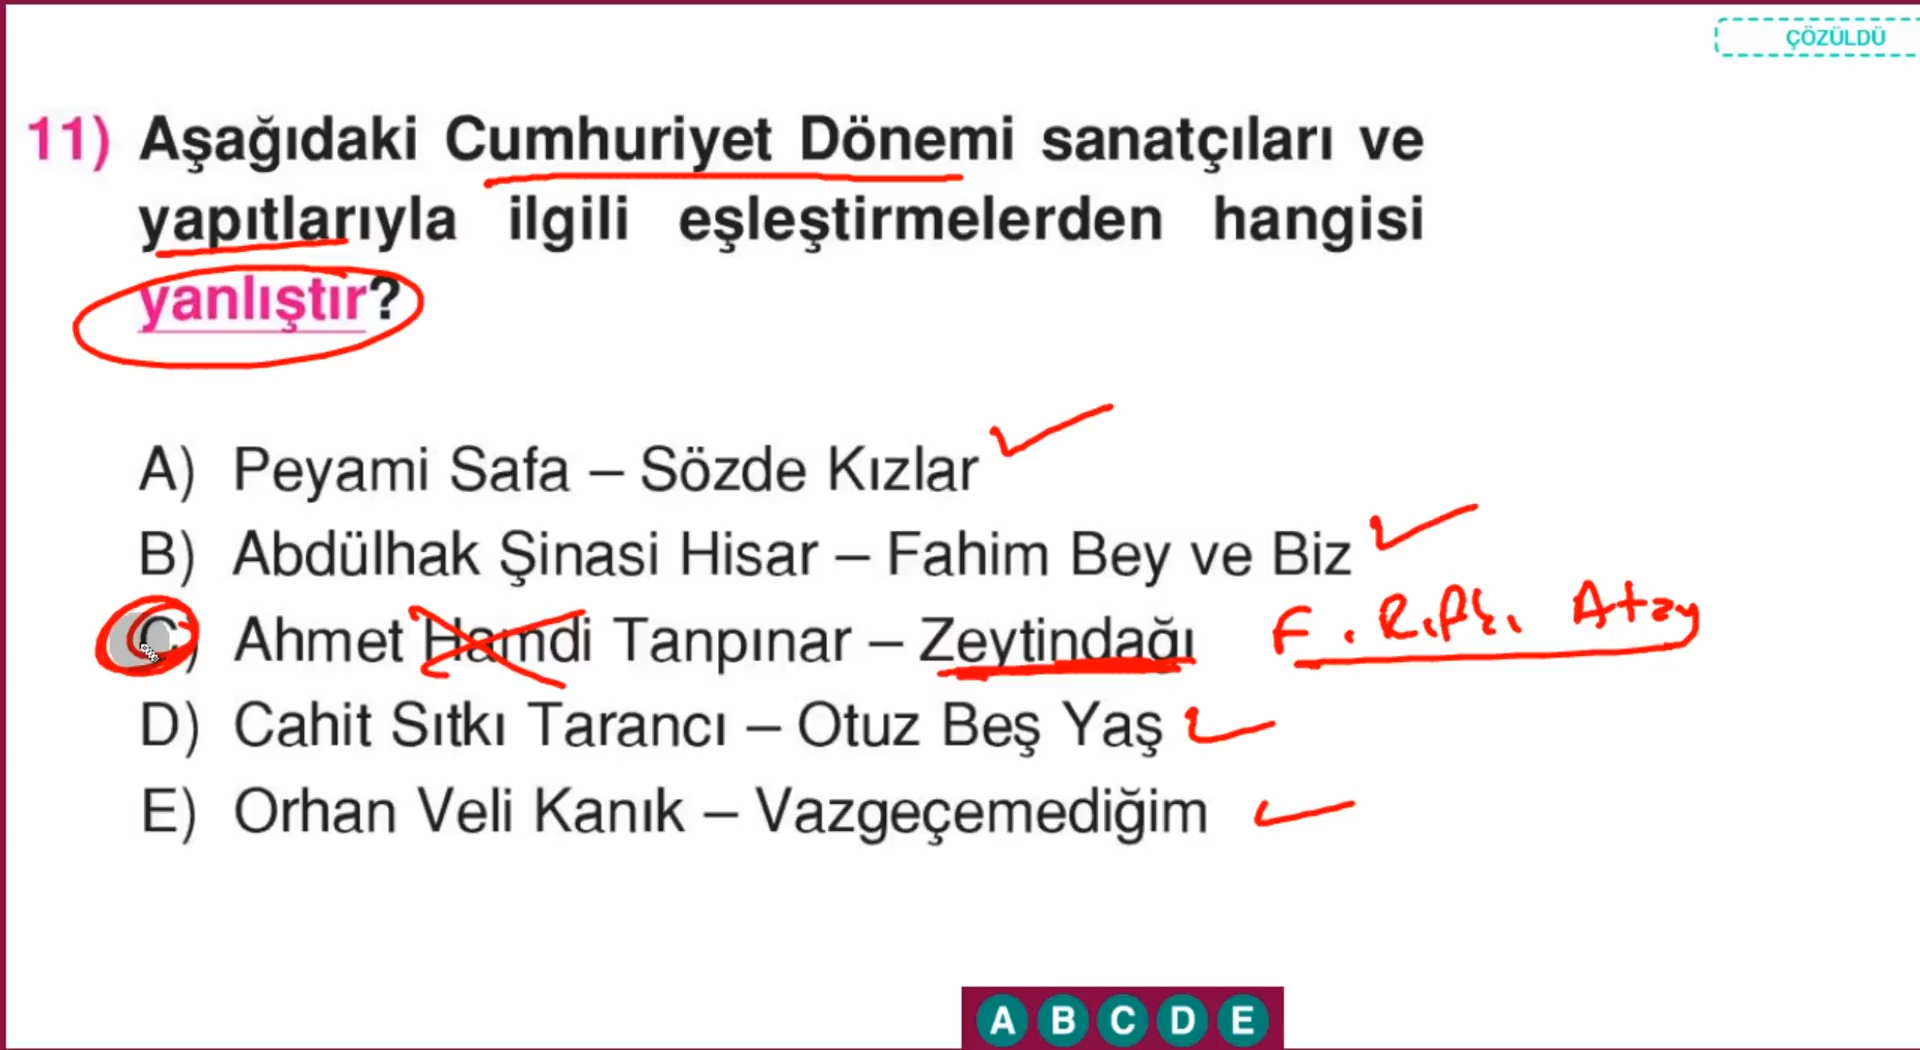 ÇÖZÜLDÜ
11) Aşağıdaki Cumhuriyet Dönemi sanatçıları ve
yapıtlarıyla ilgili eşleştirmelerden hangisi
yanlıştır?
A) Peyami Safa – Sözde Kızlar
B) Abdülhak Şinasi Hisar – Fahim Bey ve Biz
C) Ahmet Hamdi Tanpınar – Zeytindağı F. Rıfkı Atay
D) Cahit Sıtkı Tarancı – Otuz Beş Yaş
E) Orhan Veli Kanık – Vazgeçemediğim
A B C D E